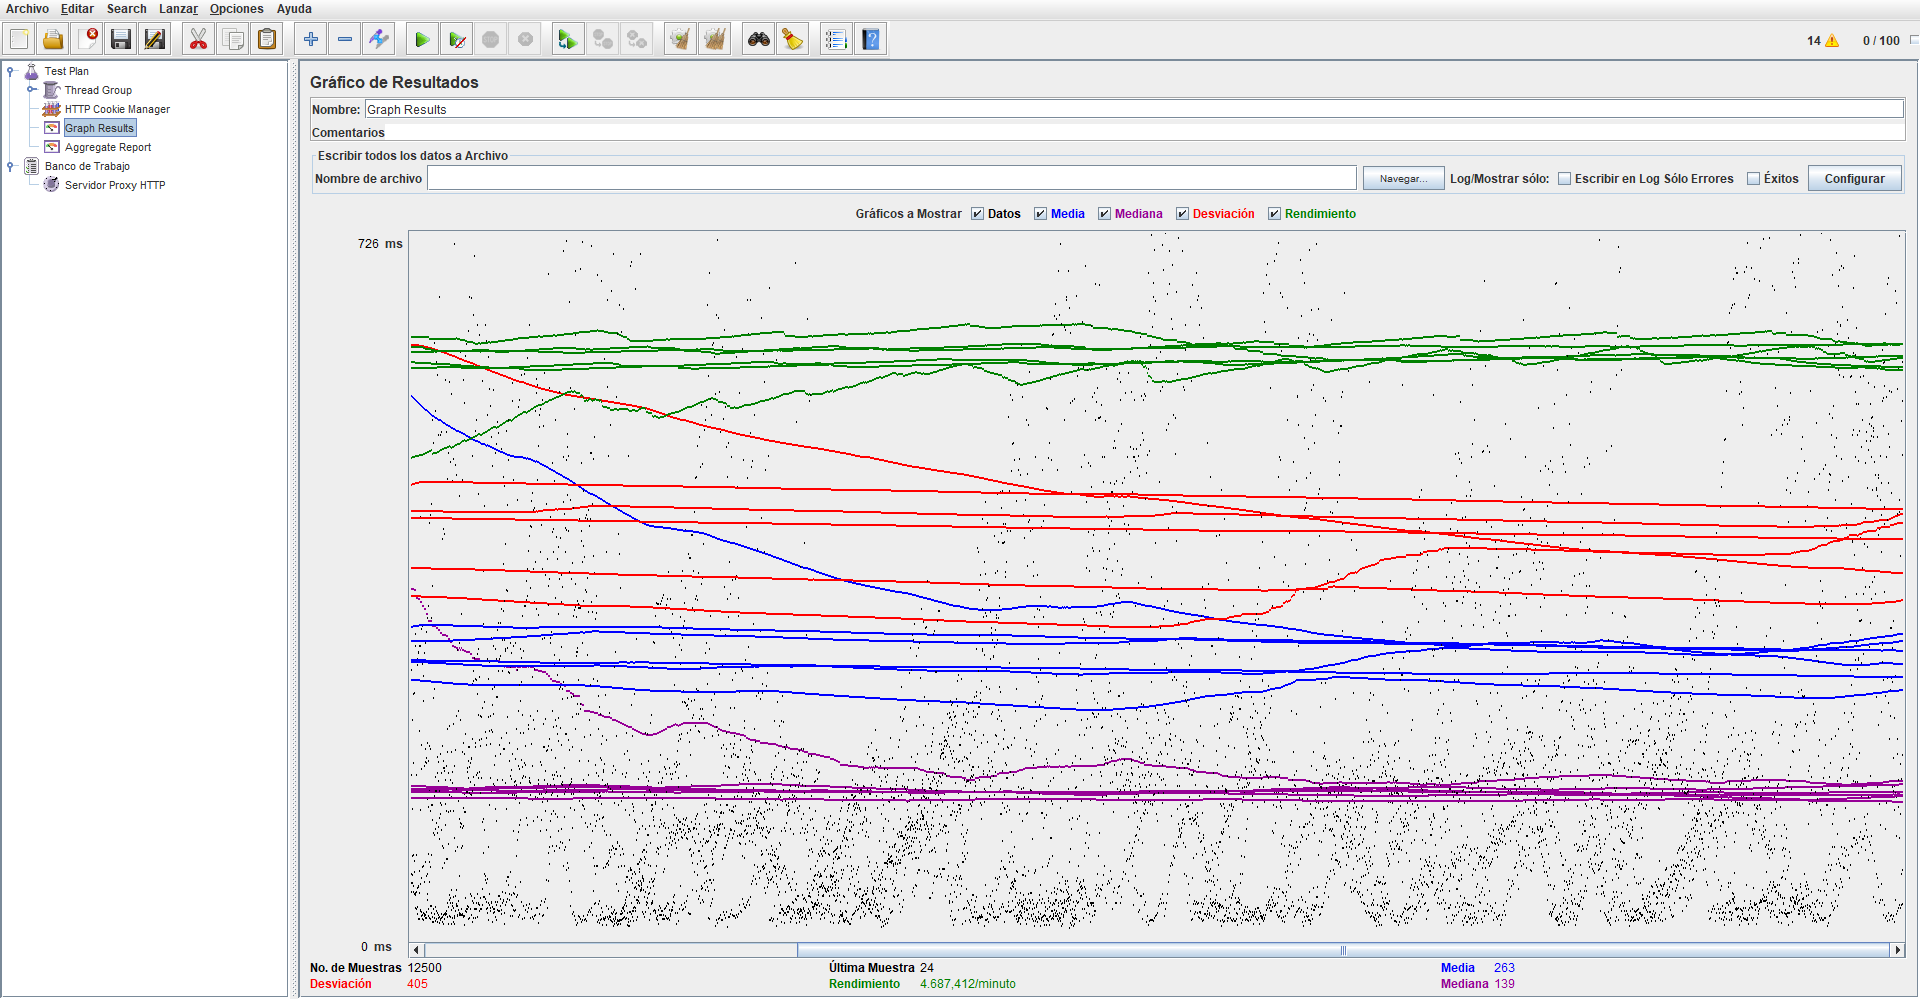 Archivo Editar Search Lanzar Opciones Ayuda
14 0 / 100
Test Plan
Thread Group
HTTP Cookie Manager
Graph Results
Aggregate Report
Banco de Trabajo
Servidor Proxy HTTP
Gráfico de Resultados
Nombre: Graph Results
Comentarios
Escribir todos los datos a Archivo
Nombre de archivo Navegar... Log/Mostrar sólo: Escribir en Log Sólo Errores Éxitos Configurar
Gráficos a Mostrar Datos Media Mediana Desviación Rendimiento
726 ms
0 ms
No. de Muestras 12500 Última Muestra 24 Media 263
Desviación 405 Rendimiento 4.687,412/minuto Mediana 139